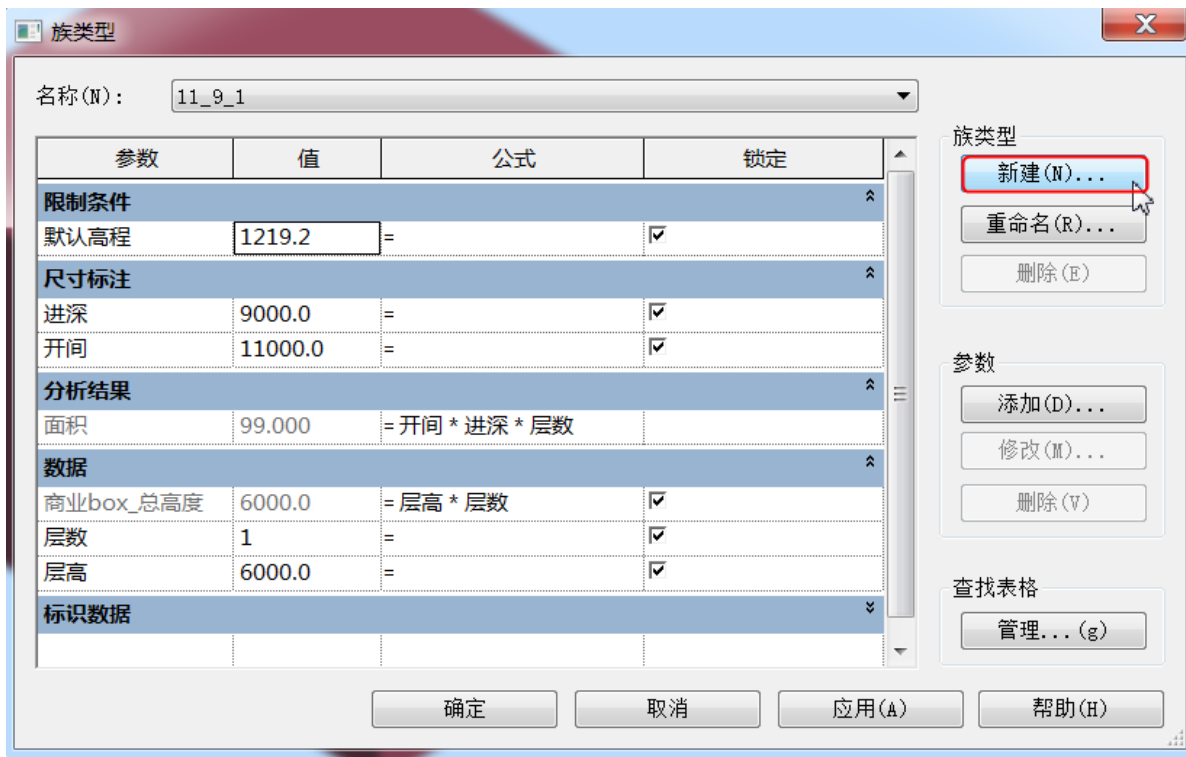 族类型
名称(N): 11_9_1
参数 值 公式 锁定
限制条件
默认高程 1219.2 =
尺寸标注
进深 9000.0 =
开间 11000.0 =
分析结果
面积 99.000 = 开间 * 进深 * 层数
数据
商业box_总高度 6000.0 = 层高 * 层数
层数 1 =
层高 6000.0 =
标识数据
族类型
新建(N)...
重命名(R)...
删除(E)
参数
添加(D)...
修改(M)...
删除(V)
查找表格
管理...(g)
确定 取消 应用(A) 帮助(H)